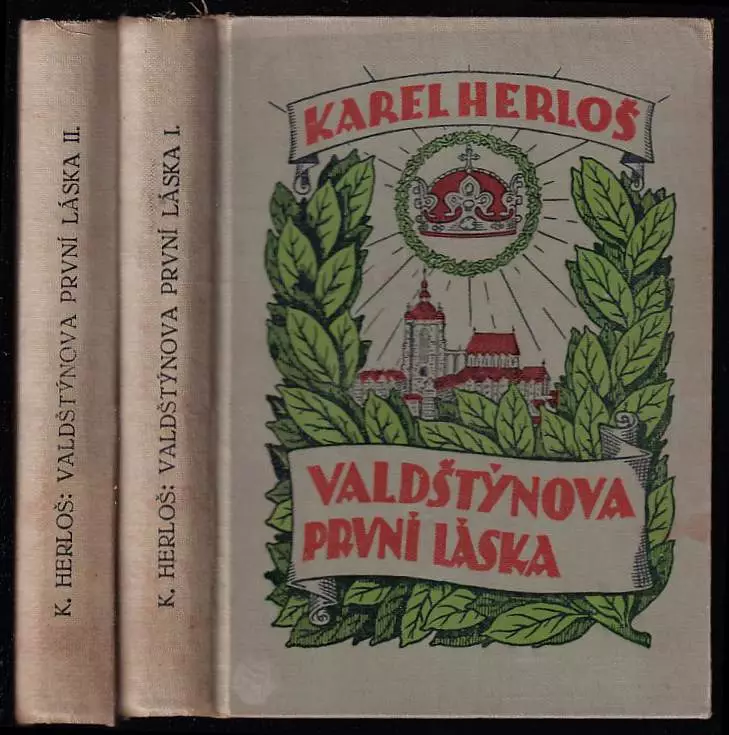 K. HERLOŠ: VALDŠTÝNOVA PRVNÍ LÁSKA II.
K. HERLOŠ: VALDŠTÝNOVA PRVNÍ LÁSKA I.
KAREL HERLOŠ
VALDŠTÝNOVA
PRVNÍ LÁSKA